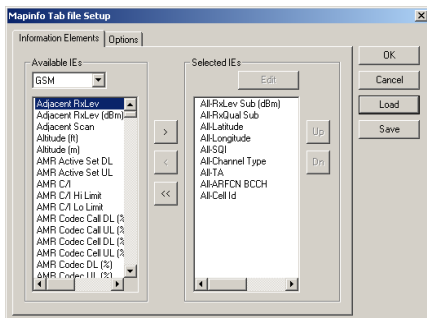 Mapinfo Tab file Setup
Information Elements
Options
Available IEs
GSM
Adjacent RxLev
Adjacent RxLev (dBm)
Adjacent Scan
Altitude (ft)
Altitude (m)
AMR Active Set DL
AMR Active Set UL
AMR C/I
AMR C/I Hi Limit
AMR C/I Lo Limit
AMR Codec Call DL (%
AMR Codec Call UL (%
AMR Codec Cell DL (%
AMR Codec Cell UL (%
AMR Codec DL (%)
AMR Codec UL (%)
>
<
<<
Selected IEs
Edit
All-RxLev Sub (dBm)
All-RxQual Sub
All-Latitude
All-Longitude
All-SQI
All-Channel Type
All-TA
All-ARFCN BCCH
All-Cell Id
Up
Dn
OK
Cancel
Load
Save